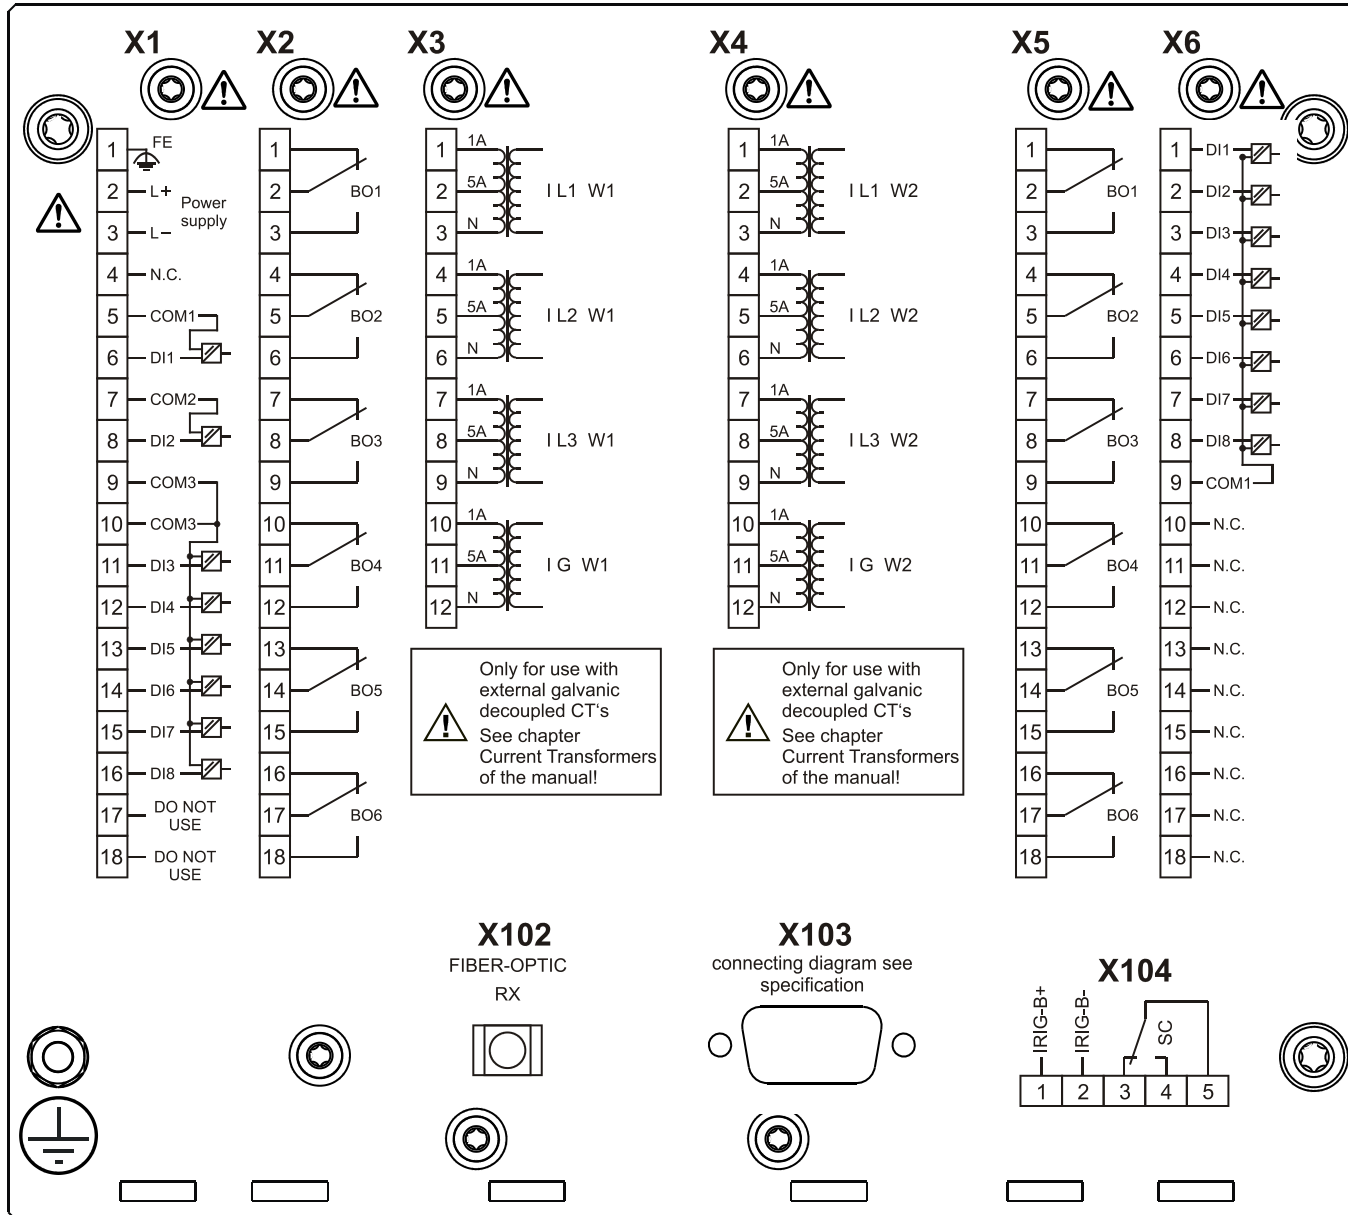 X1 X2 X3 X4 X5 X6
1 FE
2 L+
3 L–
Power
supply
4 N.C.
5 COM1
6 DI1
7 COM2
8 DI2
9 COM3
10 COM3
11 DI3
12 DI4
13 DI5
14 DI6
15 DI7
16 DI8
17 DO NOT
USE
18 DO NOT
USE
1
2 BO1
3
4
5 BO2
6
7
8 BO3
9
10
11 BO4
12
13
14 BO5
15
16
17 BO6
18
1 1A
2 5A I L1 W1
3 N
4 1A
5 5A I L2 W1
6 N
7 1A
8 5A I L3 W1
9 N
10 1A
11 5A I G W1
12 N
Only for use with
external galvanic
decoupled CT‘s
See chapter
Current Transformers
of the manual!
1 1A
2 5A I L1 W2
3 N
4 1A
5 5A I L2 W2
6 N
7 1A
8 5A I L3 W2
9 N
10 1A
11 5A I G W2
12 N
Only for use with
external galvanic
decoupled CT‘s
See chapter
Current Transformers
of the manual!
1
2 BO1
3
4
5 BO2
6
7
8 BO3
9
10
11 BO4
12
13
14 BO5
15
16
17 BO6
18
1 DI1
2 DI2
3 DI3
4 DI4
5 DI5
6 DI6
7 DI7
8 DI8
9 COM1
10 N.C.
11 N.C.
12 N.C.
13 N.C.
14 N.C.
15 N.C.
16 N.C.
17 N.C.
18 N.C.
X102
FIBER-OPTIC
RX
X103
connecting diagram see
specification
X104
IRIG-B+
IRIG-B-
SC
1 2 3 4 5